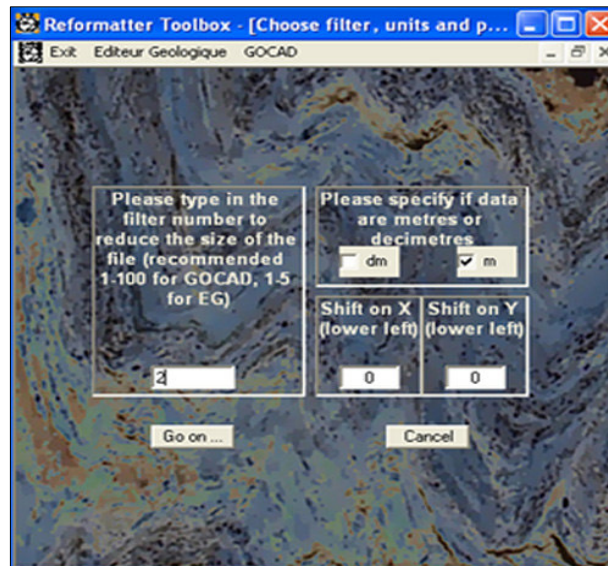 Reformatter Toolbox - [Choose filter, units and p...
Exit Editeur Geologique GOCAD
Please type in the
filter number to
reduce the size of the
file (recommended
1-100 for GOCAD, 1-5
for EG)
2
Please specify if data
are metres or
decimetres
dm m
Shift on X
(lower left)
0
Shift on Y
(lower left)
0
Go on ... Cancel